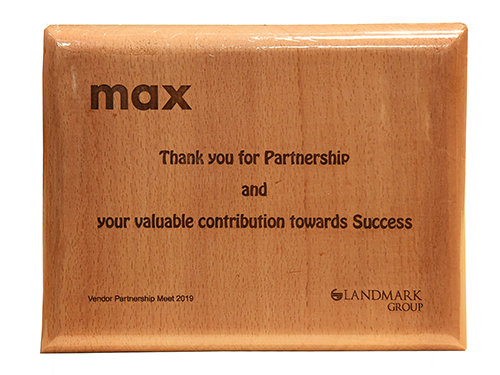 max
Thank you for Partnership
and
your valuable contribution towards Success
Vendor Partnership Meet 2019
LANDMARK
GROUP